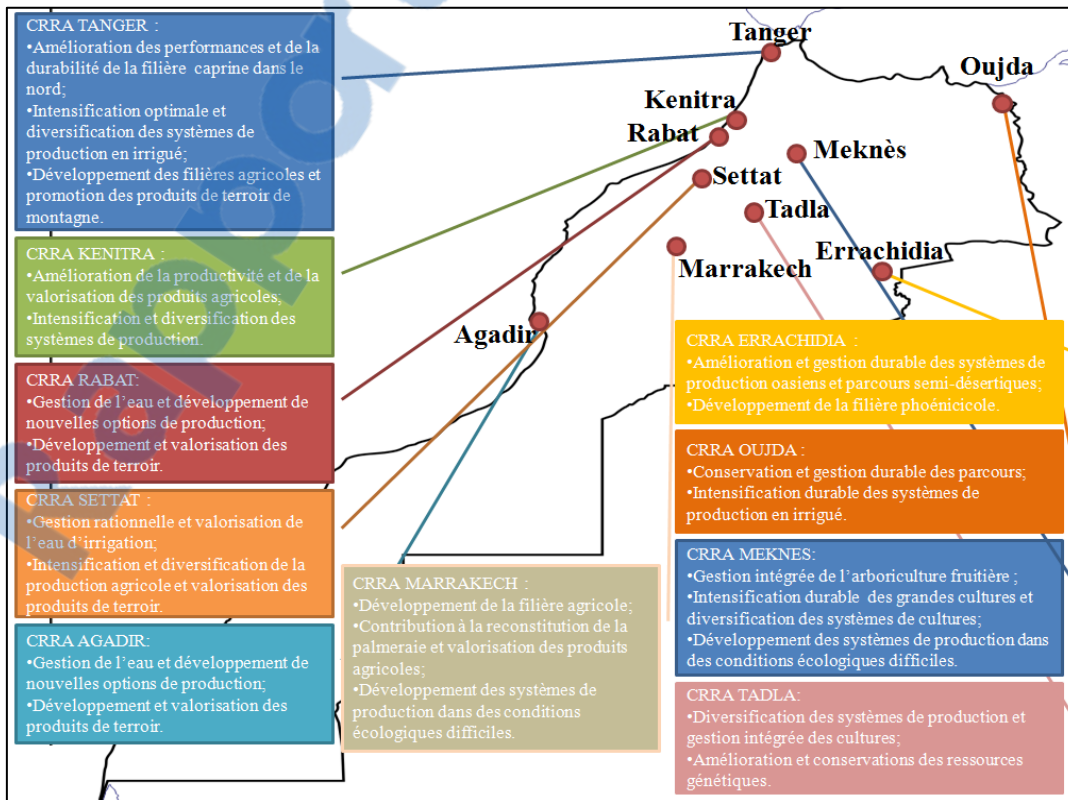 CRRA TANGER :
•Amélioration des performances et de la
durabilité de la filière caprine dans le
nord;
•Intensification optimale et
diversification des systèmes de
production en irrigué;
•Développement des filières agricoles et
promotion des produits de terroir de
montagne.
CRRA KENITRA
•Amélioration de la productivité et de la
valorisation des produits agricoles;
•Intensification et diversification des
systèmes de production.
CRRA RABAT:
•Gestion de l'eau et développement de
nouvelles options de production;
•Développement et valorisation des
produits de terroir.
CRRA SETTAT :
•Gestion rationnelle et valorisation de
l'eau d'irrigation;
•Intensification et diversification de la
production agricole et valorisation des
produits de terroir.
CRRA AGADIR:
•Gestion de l'eau et développement de
nouvelles options de production;
•Développement et valorisation des
produits de terroir.
Tanger
Oujda
Kenitra
Rabat
Meknès
Settat
Tadla
Errachidia
Marrakech
Agadir
CRRA MARRAKECH :
•Développement de la filière agricole;
•Contribution à la reconstitution de la
palmeraie et valorisation des produits
agricoles;
•Développement des systèmes de
production dans des conditions
écologiques difficiles.
CRRA ERRACHIDIA :
•Amélioration et gestion durable des systèmes de
production oasiens et parcours semi-désertiques;
•Développement de la filière phoénicicole.
CRRA OUJDA :
•Conservation et gestion durable des parcours;
•Intensification durable des systèmes de
production en irrigué.
CRRA MEKNES:
•Gestion intégrée de l'arboriculture fruitière ;
•Intensification durable des grandes cultures et
diversification des systèmes de cultures;
•Développement des systèmes de production dans
des conditions écologiques difficiles.
CRRA TADLA:
•Diversification des systèmes de production et
gestion intégrée des cultures;
•Amélioration et conservations des ressources
génétiques.